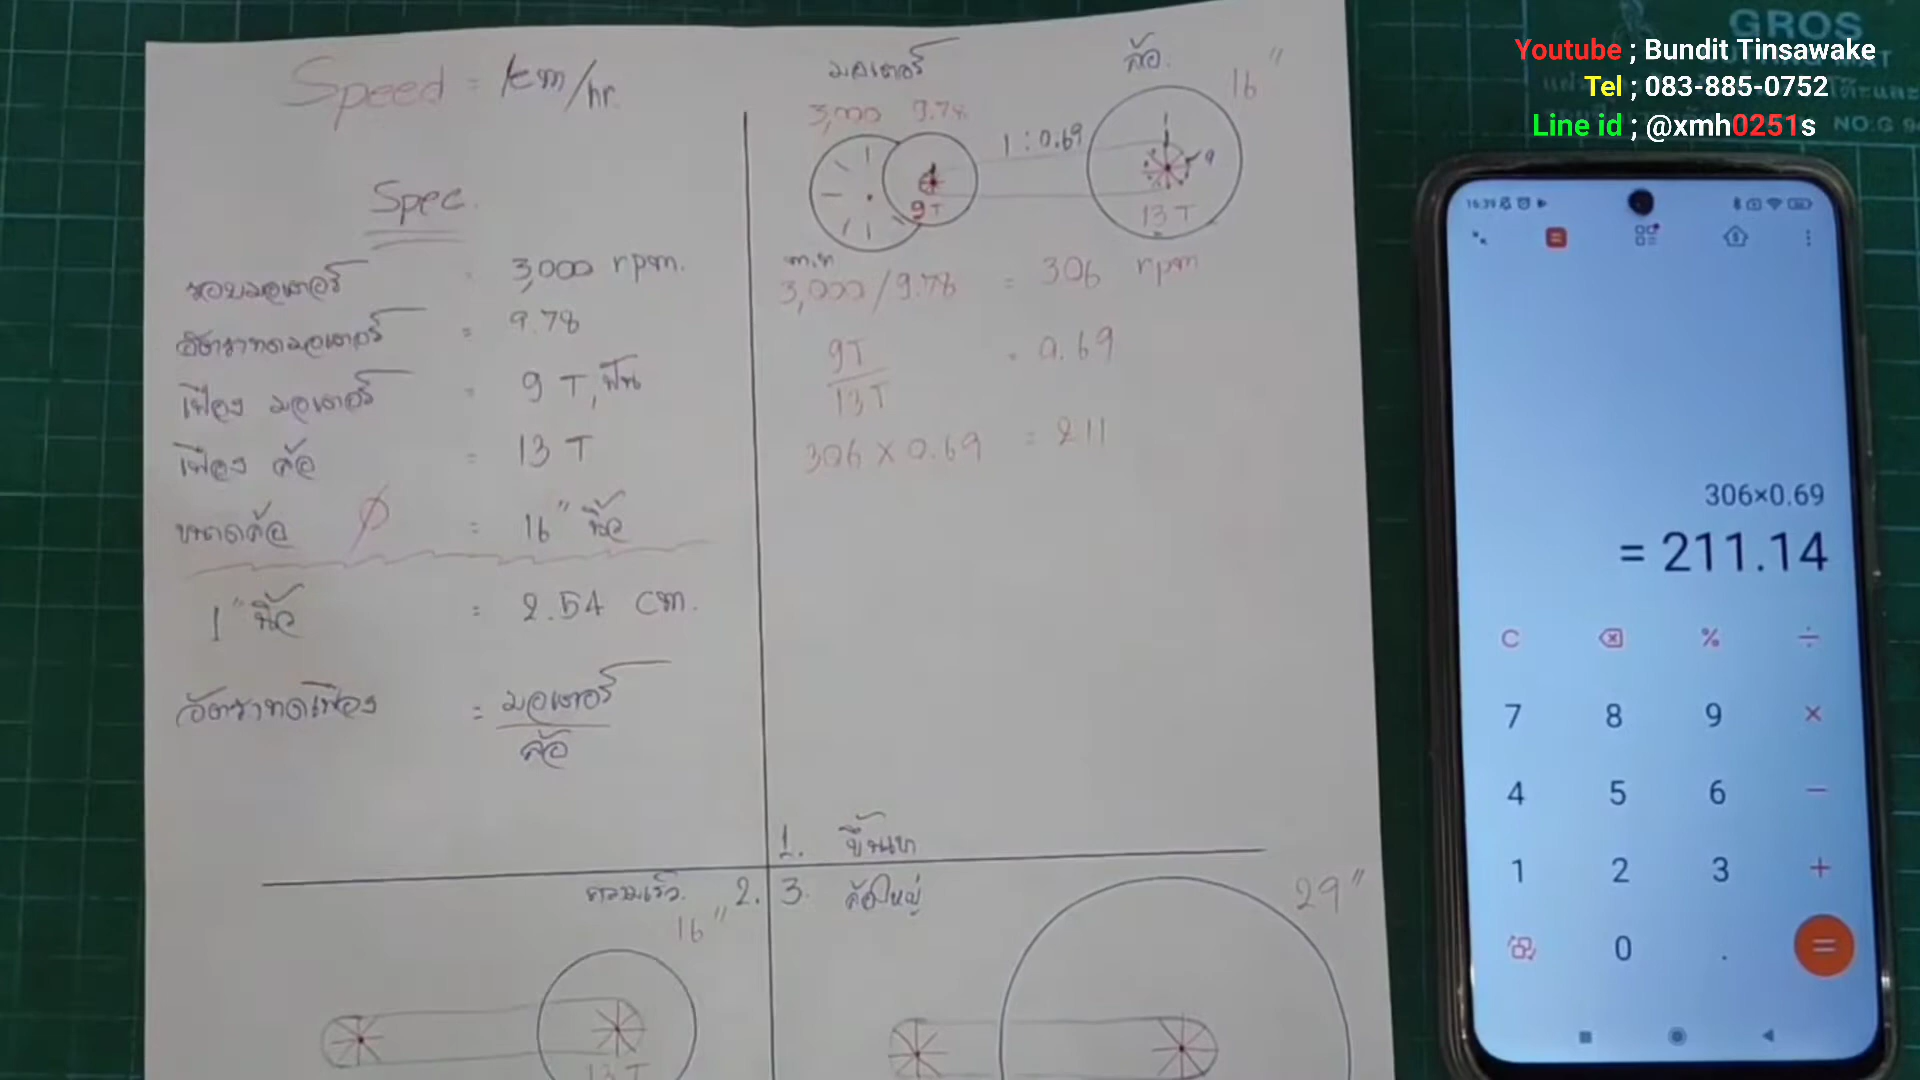 Speed = km/hr.
Spec.
รอบมอเตอร์ = 3,000 rpm.
อัตราทดมอเตอร์ = 9.78
เฟือง มอเตอร์ = 9 T, ฟัน
เฟือง ล้อ = 13 T
ขนาดล้อ Ø = 16" นิ้ว
1" นิ้ว = 2.54 cm.
อัตราทดเฟือง = มอเตอร์
ล้อ
มอเตอร์ ล้อ.
16"
3,000 9.78
1:0.69
9
9T
13 T
3,000/9.78 = 306 rpm
9T
13 T
= 0.69
306 x 0.69 = 211
1. ขึ้นเขา
ความเร็ว. 2.
16"
13 T
3. ล้อใหญ่
29"
GROS
NO.G
Youtube ; Bundit Tinsawake
Tel ; 083-885-0752
Line id ; @xmh0251s
16:39
306×0.69
= 211.14
C % ÷
7 8 9 ×
4 5 6 −
1 2 3 +
0 . =